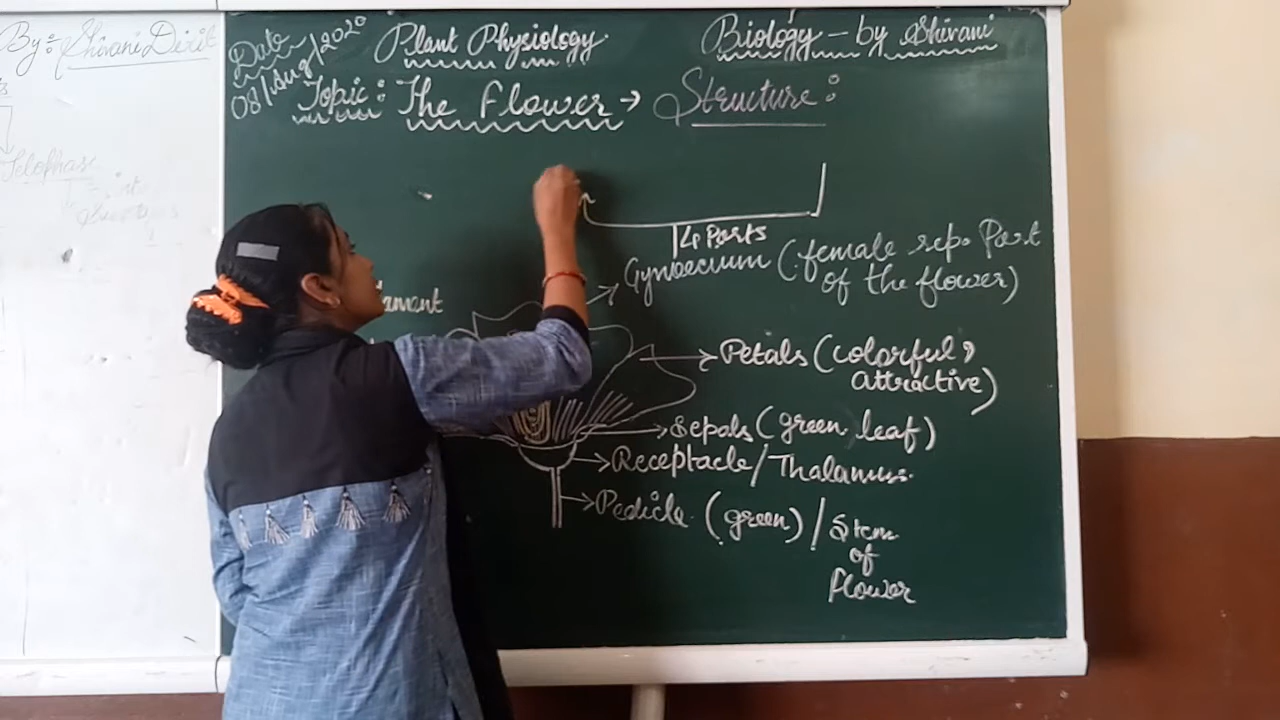 By:- Shivani Dixit
Telophase
Date
08/Aug/2020
Plant Physiology.
Biology - by Shivani
Topic: The Flower → Structure:
4 Parts
Gynoecium (female rep. Part
of the flower)
lamant
Petals (colorful,
attractive)
Sepals (green leaf)
Receptacle/Thalamus.
Pedicle. (green) / Stem
of
flower